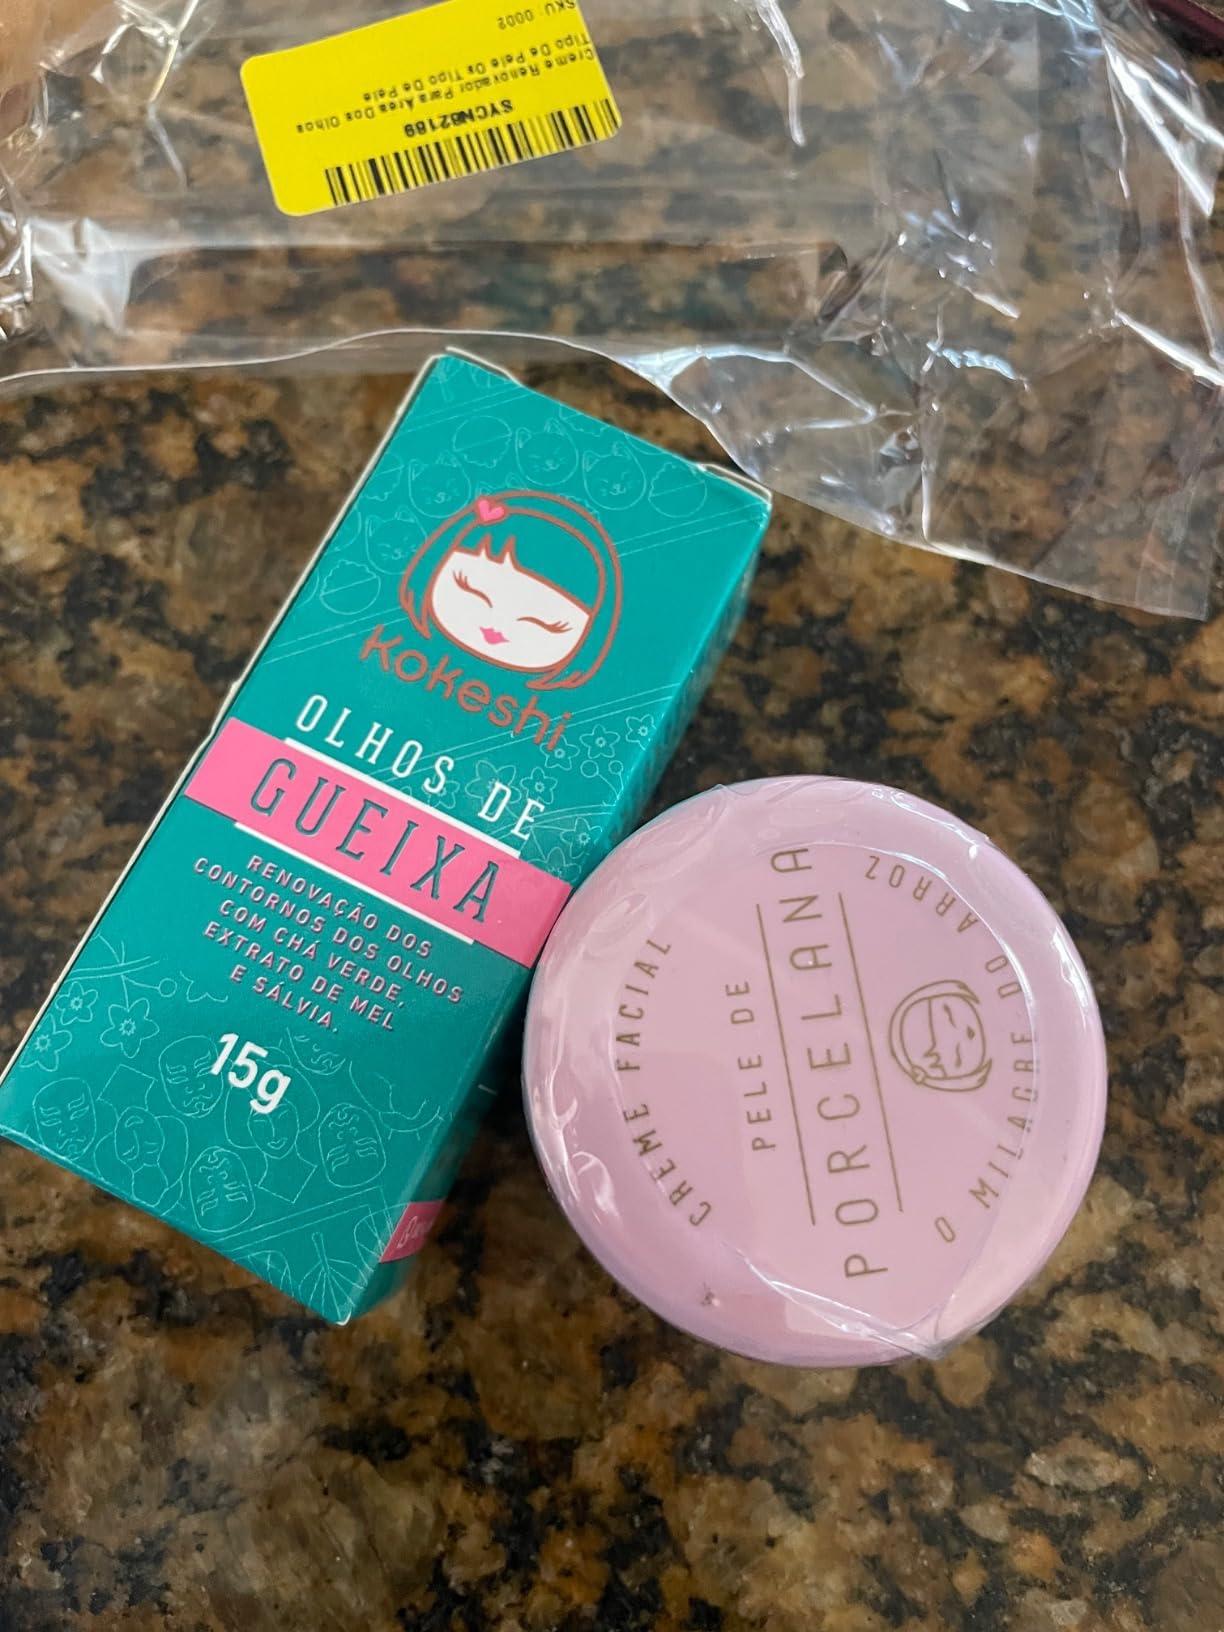 SKU: 0002
Creme Renovador Para Área Dos Olhos
Tipo De Pele Os Tipo De Pele
SYCNB2189
Kokeshi
OLHOS DE
GUEIXA
RENOVAÇÃO DOS
CONTORNOS DOS OLHOS
COM CHÁ VERDE,
EXTRATO DE MEL
E SÁLVIA.
15g
CREME FACIAL
PELE DE
PORCELANA
O MILAGRE DO ARROZ